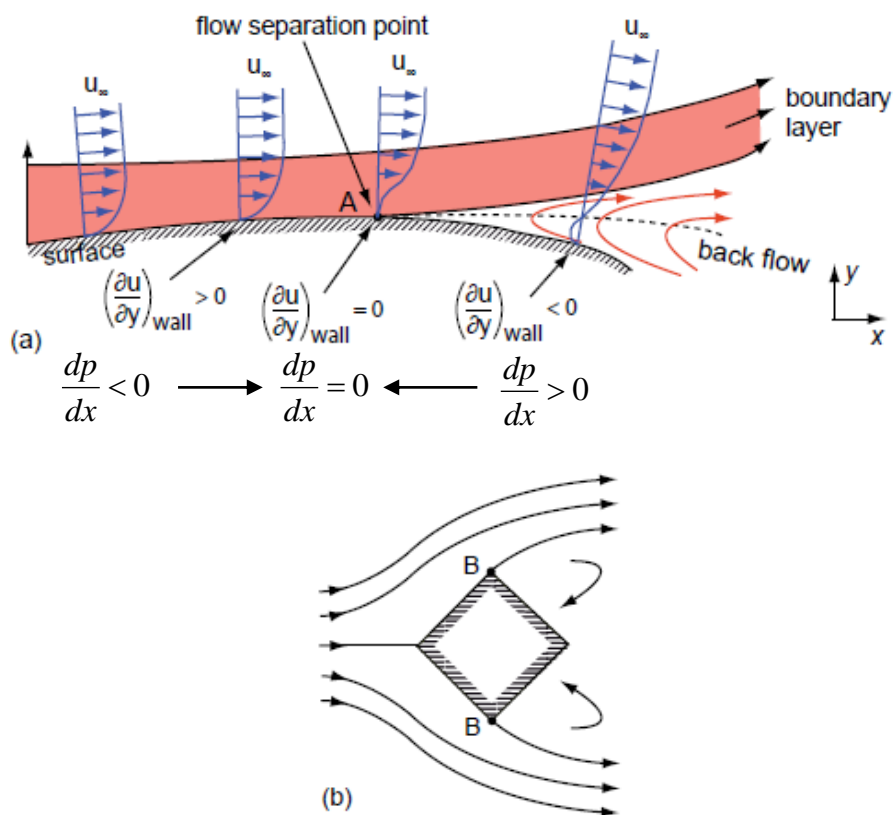 flow separation point
u∞ u∞ u∞ u∞
boundary
layer
A
surface
back flow
(∂u/∂y)wall > 0 (∂u/∂y)wall = 0 (∂u/∂y)wall < 0
y
x
(a)
dp/dx < 0 → dp/dx = 0 ← dp/dx > 0
B
B
(b)